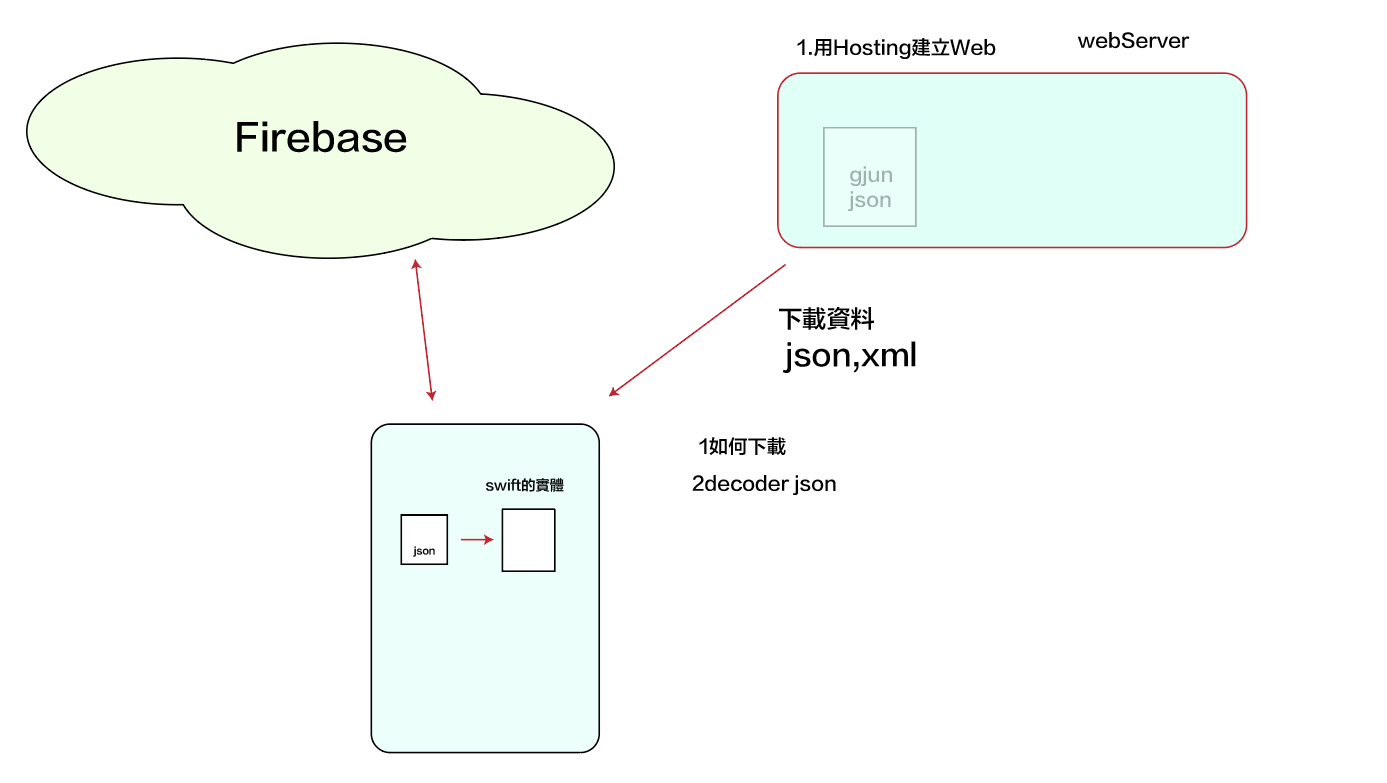 1.用Hosting建立Web
webServer
Firebase
gjun
json
下載資料
json,xml
1如何下載
2decoder json
swift的實體
json